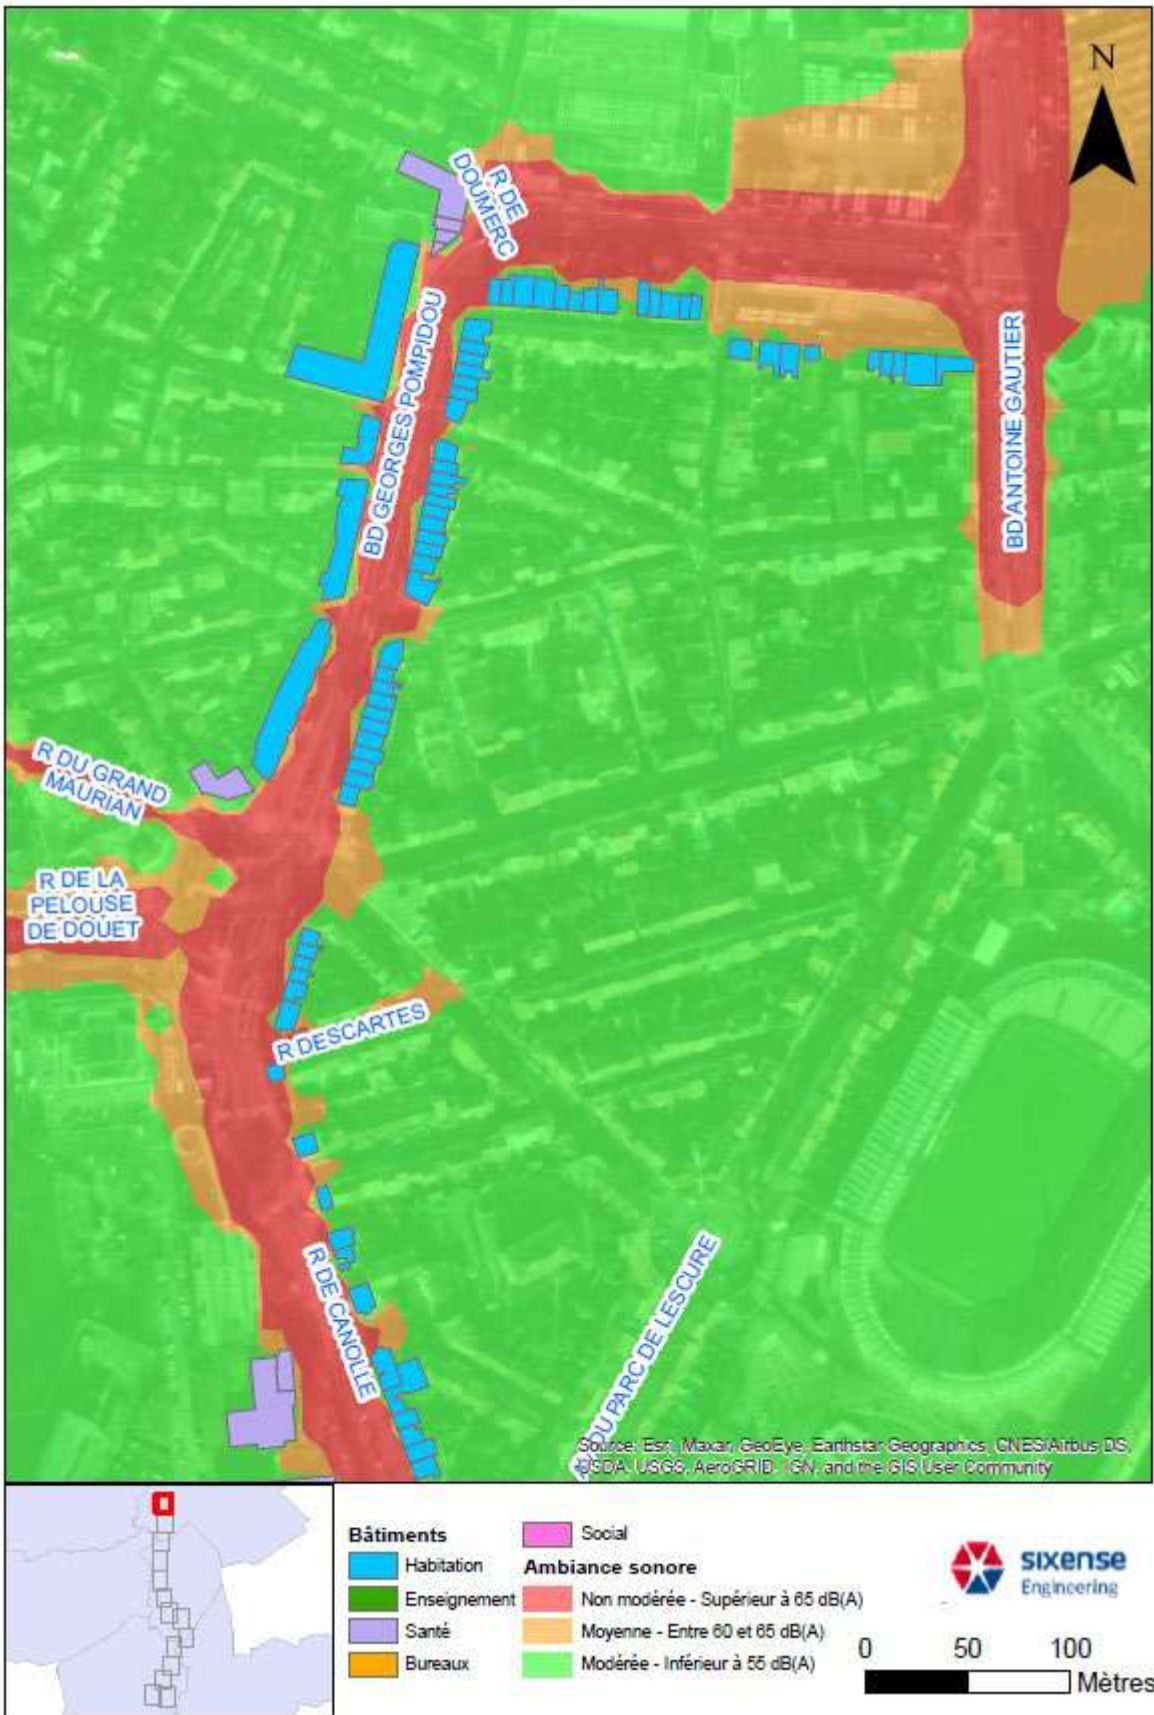 N
R DE
DOUMERC
BD GEORGES POMPIDOU
BD ANTOINE GAUTIER
R DU GRAND
MAURIAN
R DE LA
PELOUSE
DE DOUET
R DESCARTES
R DE CANOLLE
DU PARC DE LESCURE
Source: Esri, Maxar, GeoEye, Earthstar Geographics, CNES/Airbus DS,
USDA, USGS, AeroGRID, IGN, and the GIS User Community
Bâtiments
Habitation
Enseignement
Santé
Bureaux
Social
Ambiance sonore
Non modérée - Supérieur à 65 dB(A)
Moyenne - Entre 60 et 65 dB(A)
Modérée - Inférieur à 55 dB(A)
sixense
Engineering
0 50 100
Mètres